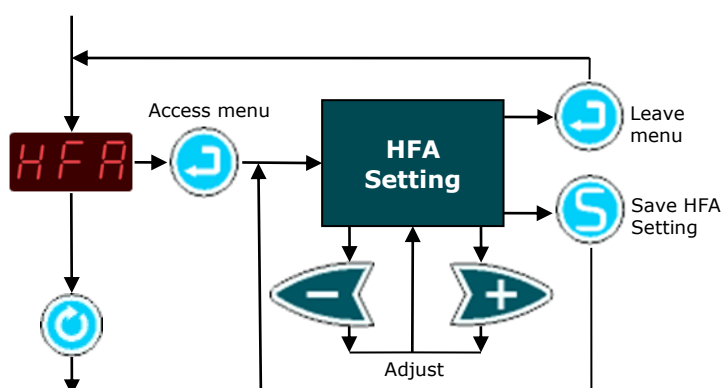 Access menu
HFA
HFA
Setting
Leave
menu
S
Save HFA
Setting
Adjust